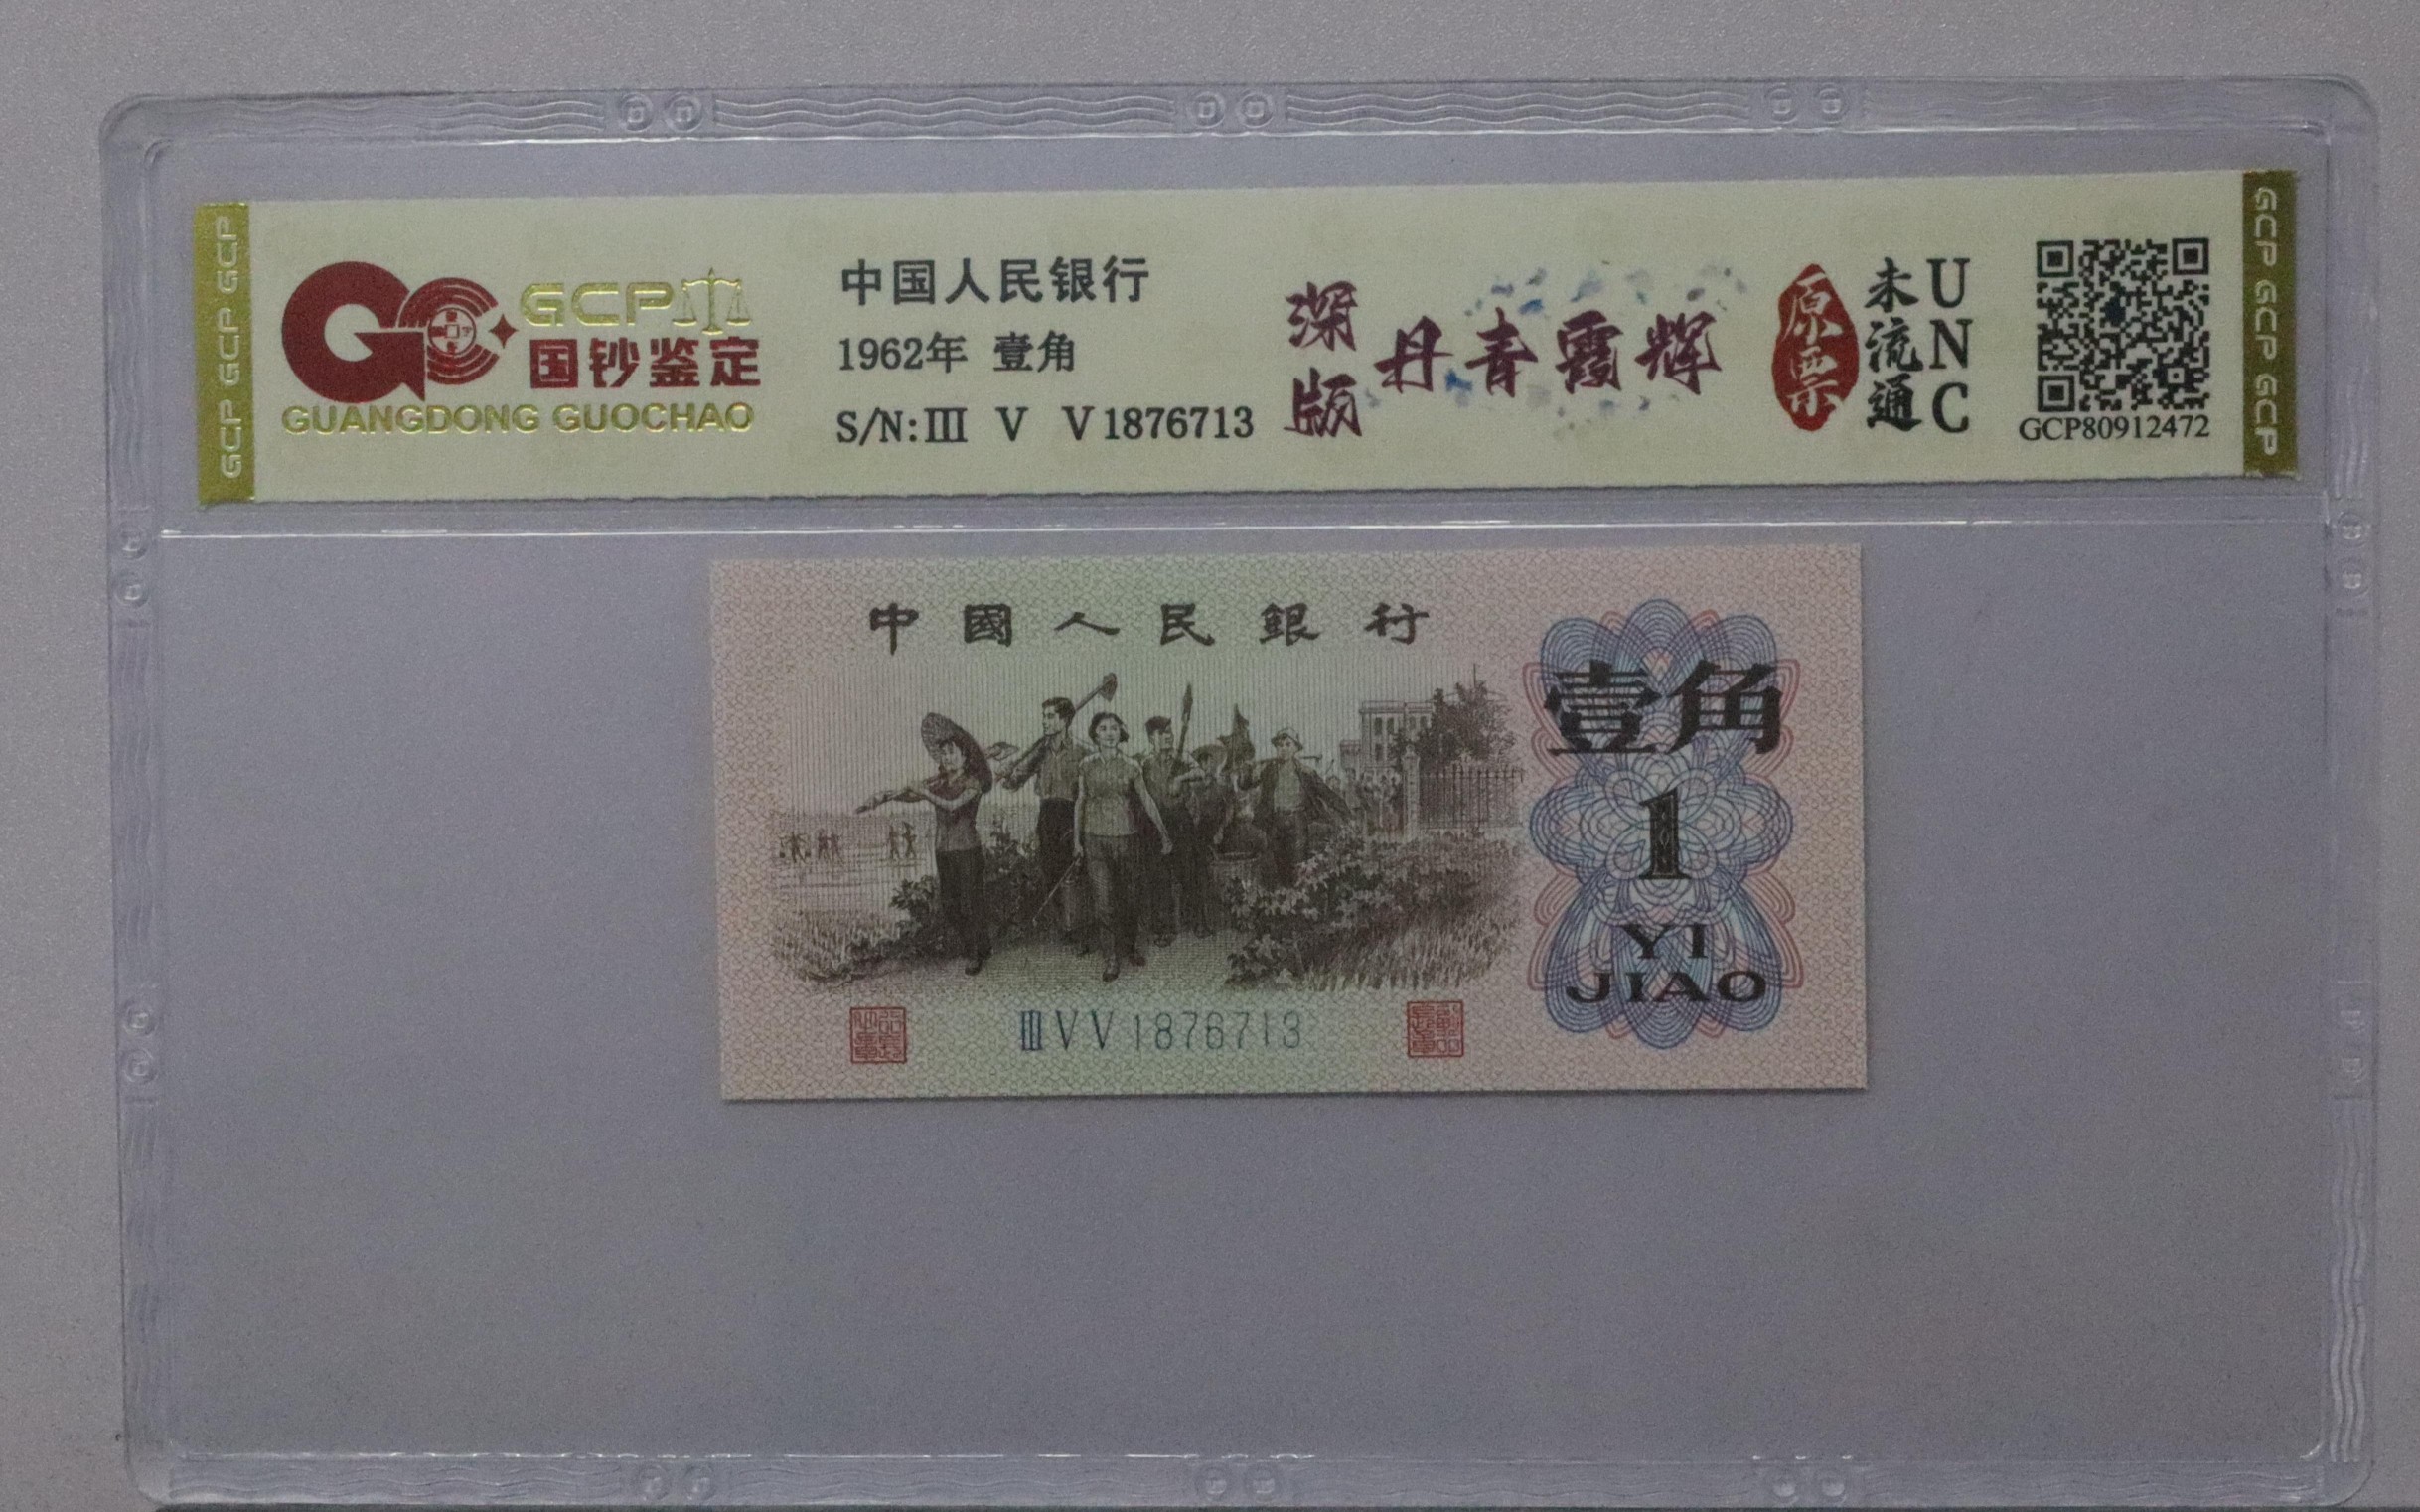 GCP GCP GCP
GCP
国钞鉴定
GUANGDONG GUOCHAO
中国人民银行
1962年 壹角
S/N:Ⅲ V V 1876713
深版
丹青霞辉
原票
未流通
UNC
GCP80912472
GCP GCP GCP
中國人民銀行
壹角
1
YI
JIAO
ⅢVV1876713